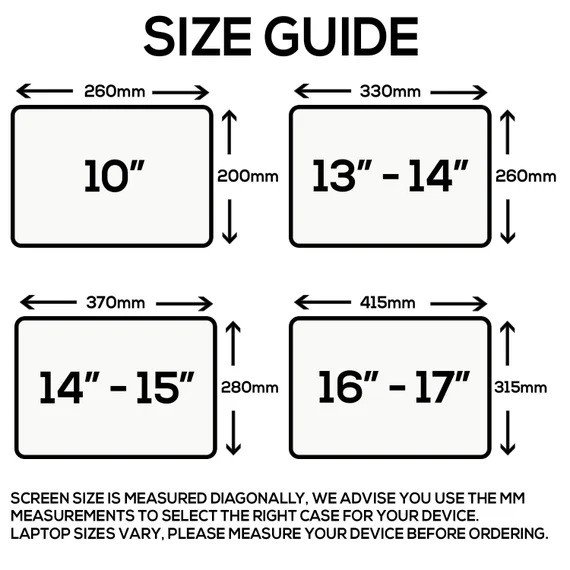 SIZE GUIDE
260mm
10”
200mm
330mm
13” - 14”
260mm
370mm
14” - 15”
280mm
415mm
16” - 17”
315mm
SCREEN SIZE IS MEASURED DIAGONALLY, WE ADVISE YOU USE THE MM
MEASUREMENTS TO SELECT THE RIGHT CASE FOR YOUR DEVICE.
LAPTOP SIZES VARY, PLEASE MEASURE YOUR DEVICE BEFORE ORDERING.